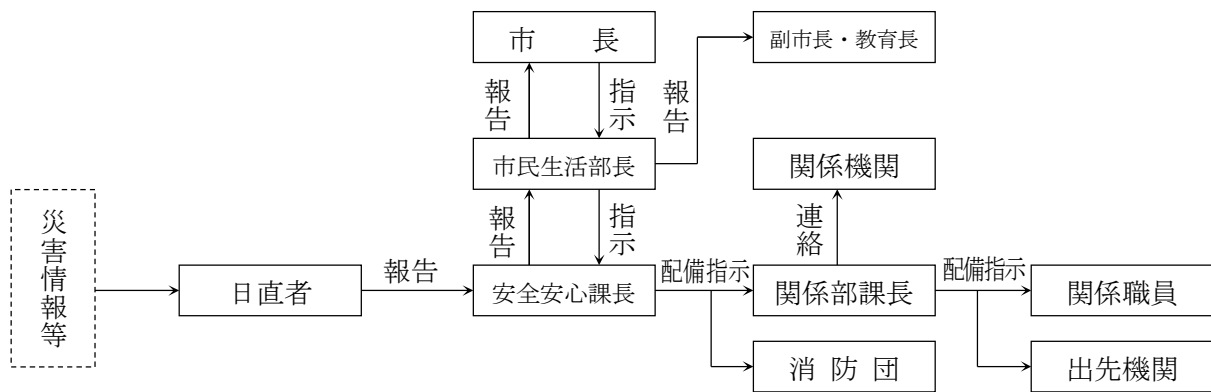 市　　長
副市長・教育長
報告
指示
報告
市民生活部長
関係機関
災害情報等
報告
指示
連絡
日直者
報告
安全安心課長
配備指示
関係部課長
配備指示
関係職員
消 防 団
出先機関